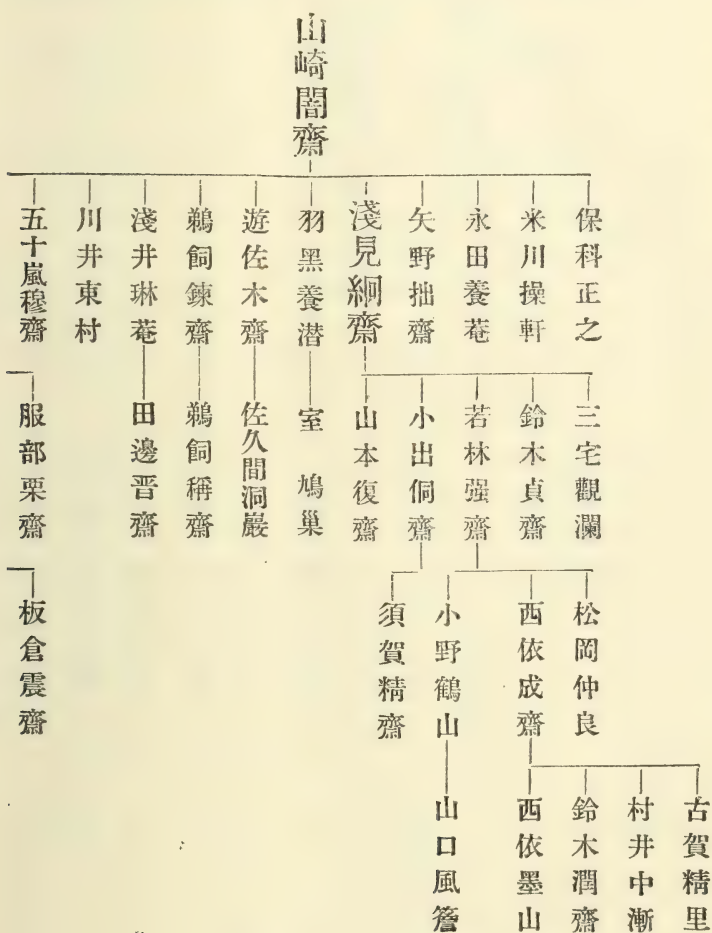 山崎闇齋
保科正之
米川操軒
永田養菴
矢野拙齋
淺見絅齋
羽黑養潛
遊佐木齋
鵜飼鍊齋
淺井琳菴
川井東村
五十嵐穆齋
三宅觀瀾
鈴木貞齋
若林强齋
小出侗齋
山本復齋
室鳩巢
佐久間洞巖
鵜飼稱齋
田邊晋齋
服部栗齋
松岡仲良
西依成齋
小野鶴山
須賀精齋
板倉震齋
古賀精里
村井中漸
鈴木潤齋
西依墨山
山口風簷